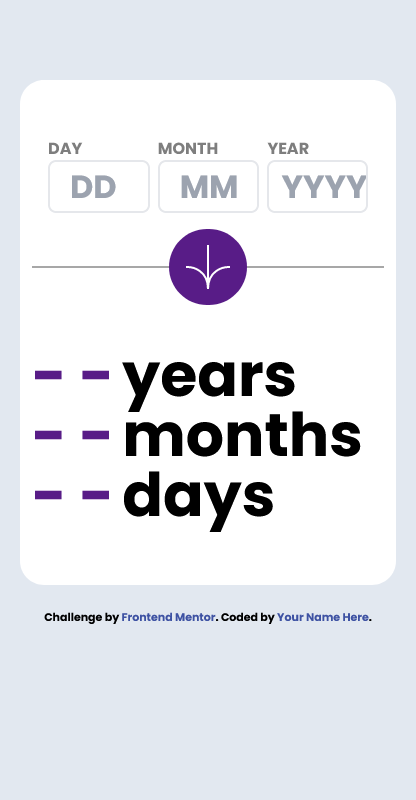 DAY MONTH YEAR
DD MM YYYY
-- years
-- months
-- days
Challenge by Frontend Mentor. Coded by Your Name Here.